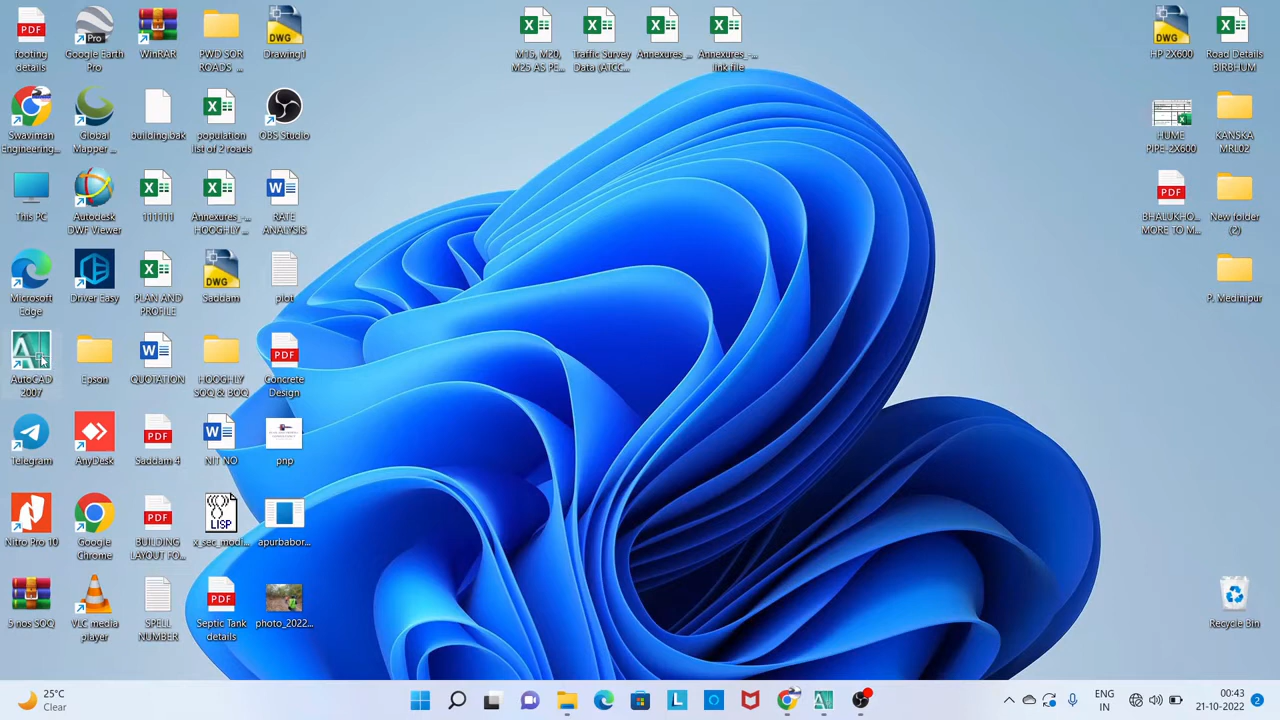 footing
details
Google Earth
Pro
WinRAR
PWD SOR
ROADS ...
Drawing1
M15, M20,
M25 AS PE...
Traffic Survey
Data (ATCC...
Annexures_...
Annexures_-...
link file
HP 2X600
Road Details
BIRBHUM
Swaviman
Engineering...
Global
Mapper ...
building.bak
population
list of 2 roads
OBS Studio
HUME
PIPE-2X600
KANSKA
MRL02
This PC
Autodesk
DWF Viewer
111111
Annexures_-...
HOOGHLY ...
RATE
ANALYSIS
BHALUKHO...
MORE TO M...
New folder
(2)
Microsoft
Edge
Driver Easy
PLAN AND
PROFILE
Saddam
plot
P. Medinipur
AutoCAD
2007
Epson
QUOTATION
HOOGHLY
SOQ & BOQ
Concrete
Design
Telegram
AnyDesk
Saddam 4
NIT NO
pnp
Nitro Pro 10
Google
Chrome
BUILDING
LAYOUT FO...
LISP
x_sec_modi...
apurbabor...
5 nos SOQ
VLC media
player
SPELL
NUMBER
Septic Tank
details
photo_2022...
Recycle Bin
25°C
Clear
ENG
IN
00:43
21-10-2022
2